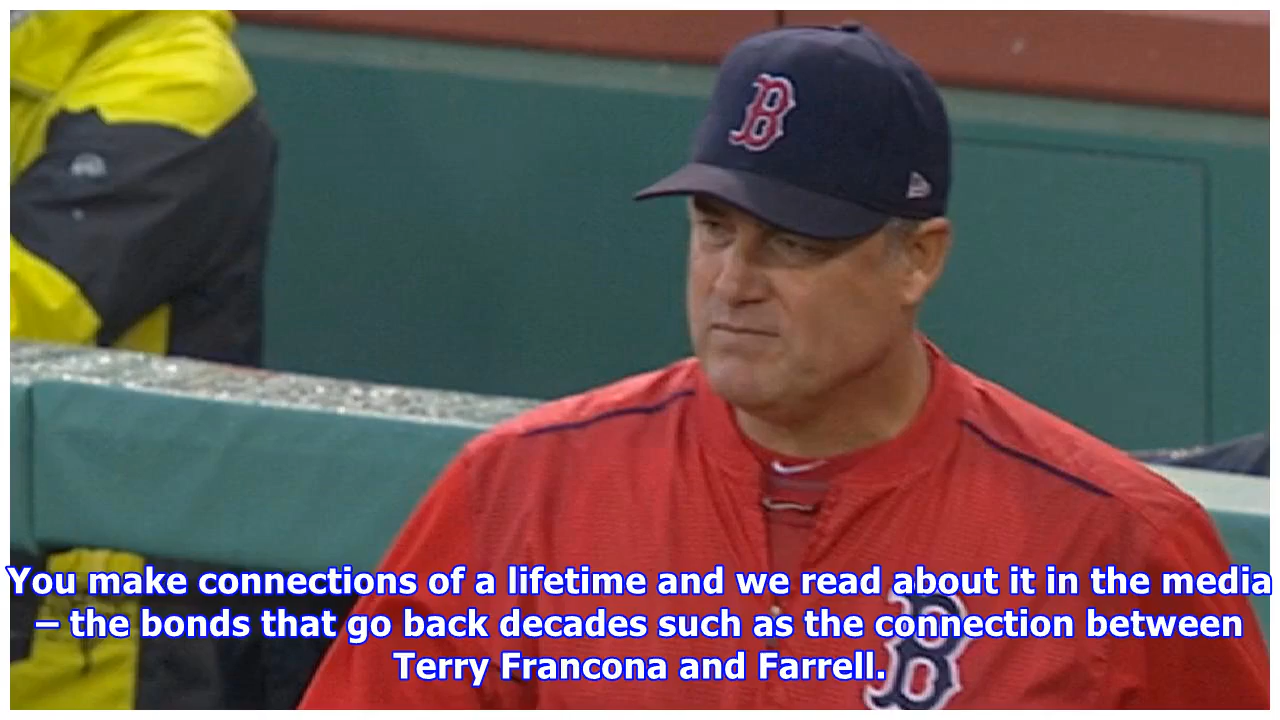 B
You make connections of a lifetime and we read about it in the media
– the bonds that go back decades such as the connection between
Terry Francona and Farrell.
B